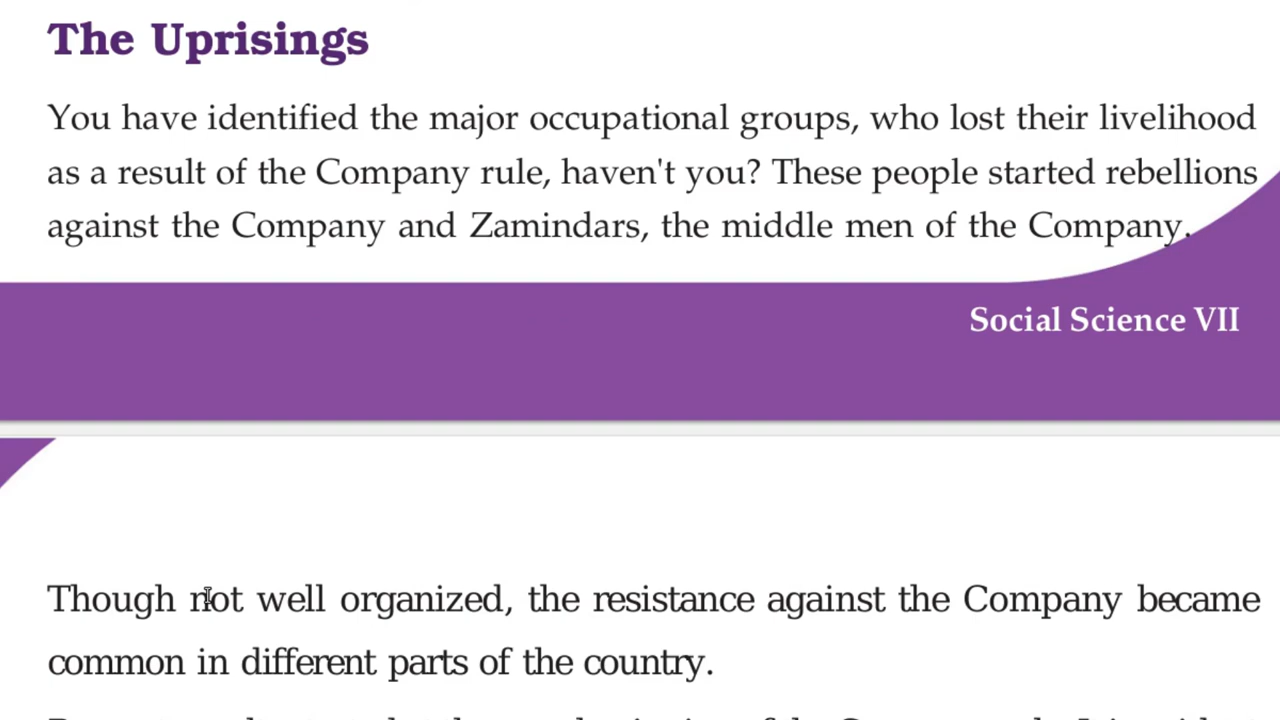 The Uprisings
You have identified the major occupational groups, who lost their livelihood
as a result of the Company rule, haven't you? These people started rebellions
against the Company and Zamindars, the middle men of the Company.
Social Science VII
Though not well organized, the resistance against the Company became
common in different parts of the country.